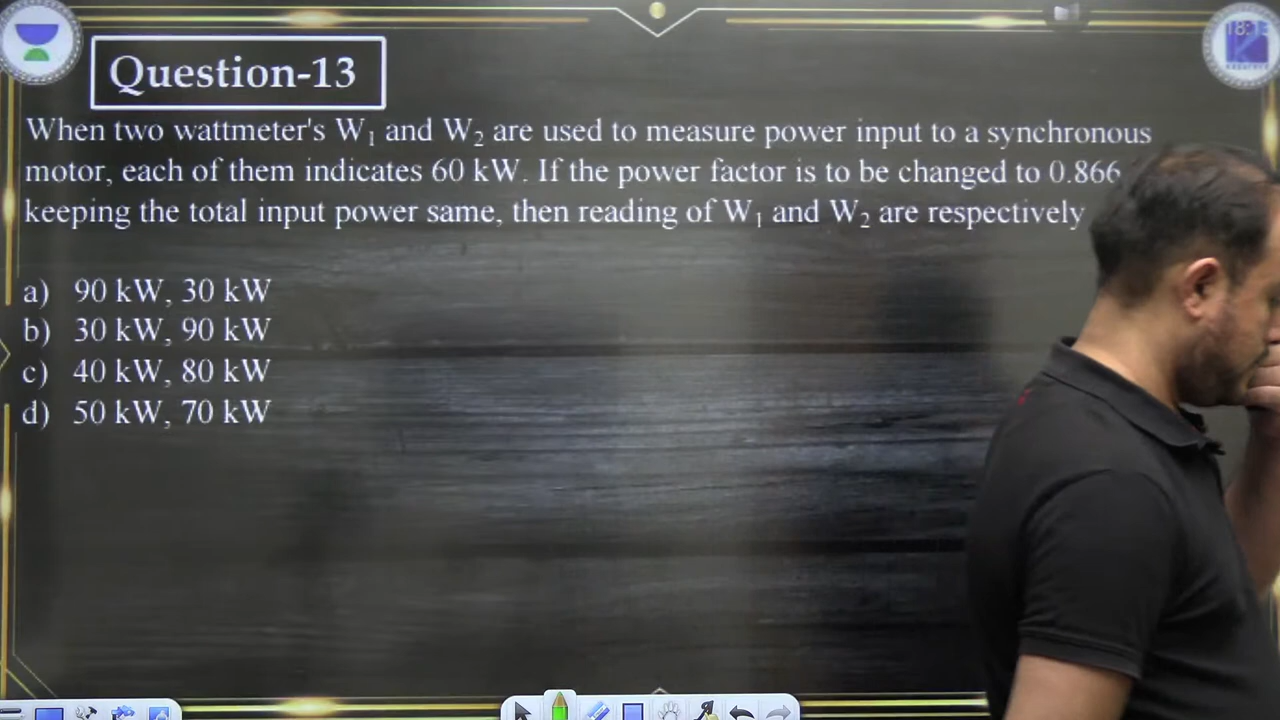 Question-13
When two wattmeter's W₁ and W₂ are used to measure power input to a synchronous
motor, each of them indicates 60 kW. If the power factor is to be changed to 0.866
keeping the total input power same, then reading of W₁ and W₂ are respectively
a) 90 kW, 30 kW
b) 30 kW, 90 kW
c) 40 kW, 80 kW
d) 50 kW, 70 kW